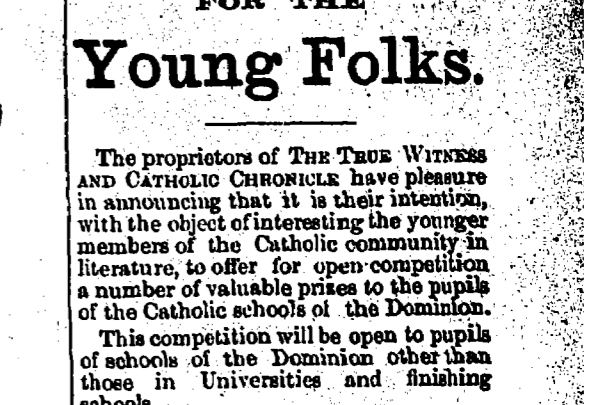 FOR THE
Young Folks.
The proprietors of THE TRUE WITNESS
AND CATHOLIC CHRONICLE have pleasure
in announcing that it is their intention,
with the object of interesting the younger
members of the Catholic community in
literature, to offer for open competition
a number of valuable prizes to the pupils
of the Catholic schools of the Dominion.
This competition will be open to pupils
of schools of the Dominion other than
those in Universities and finishing
schools